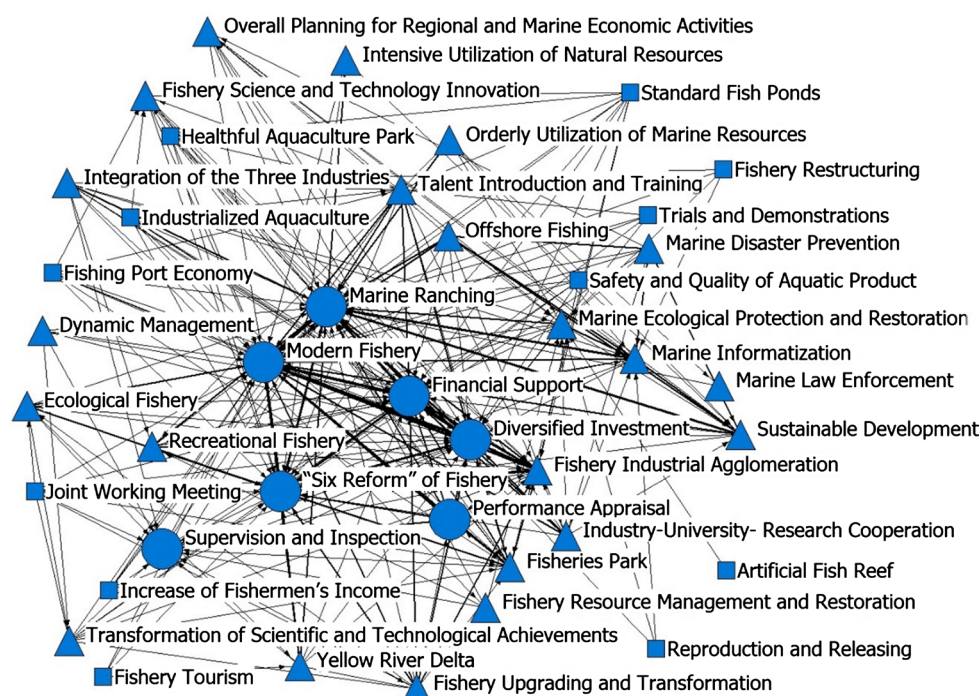 Overall Planning for Regional and Marine Economic Activities
Intensive Utilization of Natural Resources
Fishery Science and Technology Innovation
Standard Fish Ponds
Healthful Aquaculture Park
Orderly Utilization of Marine Resources
Fishery Restructuring
Integration of the Three Industries
Talent Introduction and Training
Industrialized Aquaculture
Trials and Demonstrations
Offshore Fishing
Marine Disaster Prevention
Fishing Port Economy
Safety and Quality of Aquatic Product
Marine Ranching
Marine Ecological Protection and Restoration
Dynamic Management
Modern Fishery
Marine Informatization
Financial Support
Marine Law Enforcement
Ecological Fishery
Diversified Investment
Sustainable Development
Recreational Fishery
Fishery Industrial Agglomeration
"Six Reform" of Fishery
Joint Working Meeting
Performance Appraisal
Industry-University- Research Cooperation
Supervision and Inspection
Fisheries Park
Artificial Fish Reef
Increase of Fishermen's Income
Fishery Resource Management and Restoration
Transformation of Scientific and Technological Achievements
Reproduction and Releasing
Yellow River Delta
Fishery Tourism
Fishery Upgrading and Transformation